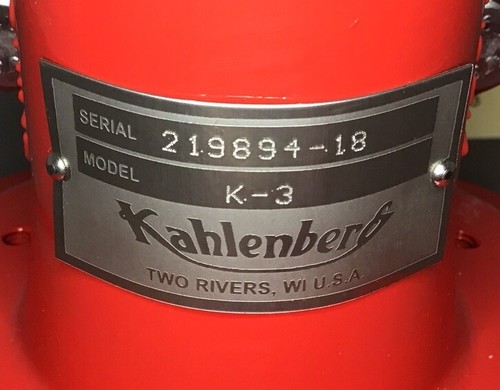 SERIAL 219894-18
MODEL K-3
Kahlenberg
TWO RIVERS, WI U.S.A.